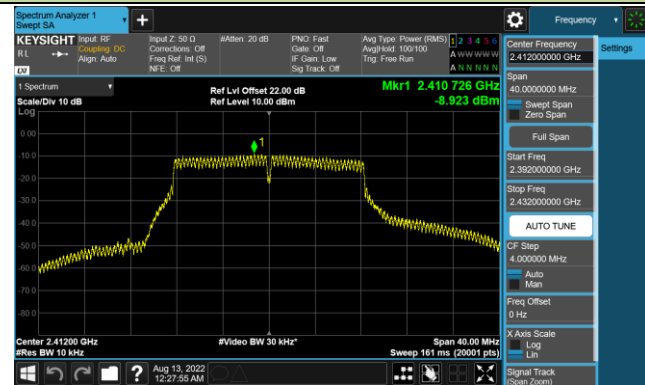 Spectrum Analyzer 1
Swept SA
Frequency
KEYSIGHT
RL
Input: RF
Coupling: DC
Align: Auto
Input Z: 50 Ω
Corrections: Off
Freq Ref: Int (S)
NFE: Off
#Atten: 20 dB
PNO: Fast
Gate: Off
IF Gain: Low
Sig Track: Off
Avg Type: Power (RMS)
Avg|Hold: 100/100
Trig: Free Run
1 2 3 4 5 6
A W W W W W
A N N N N N
LXI
1 Spectrum
Scale/Div 10 dB
Log
Ref Lvl Offset 22.00 dB
Ref Level 10.00 dBm
Mkr1 2.410 726 GHz
-8.923 dBm
1
0.00
-10.0
-20.0
-30.0
-40.0
-50.0
-60.0
-70.0
-80.0
Center 2.41200 GHz
#Res BW 10 kHz
#Video BW 30 kHz*
Span 40.00 MHz
Sweep 161 ms (20001 pts)
Aug 13, 2022
12:27:55 AM
Center Frequency
2.412000000 GHz
Settings
Span
40.0000000 MHz
Swept Span
Zero Span
Full Span
Start Freq
2.392000000 GHz
Stop Freq
2.432000000 GHz
AUTO TUNE
CF Step
4.000000 MHz
Auto
Man
Freq Offset
0 Hz
X Axis Scale
Log
Lin
Signal Track
(Span Zoom)